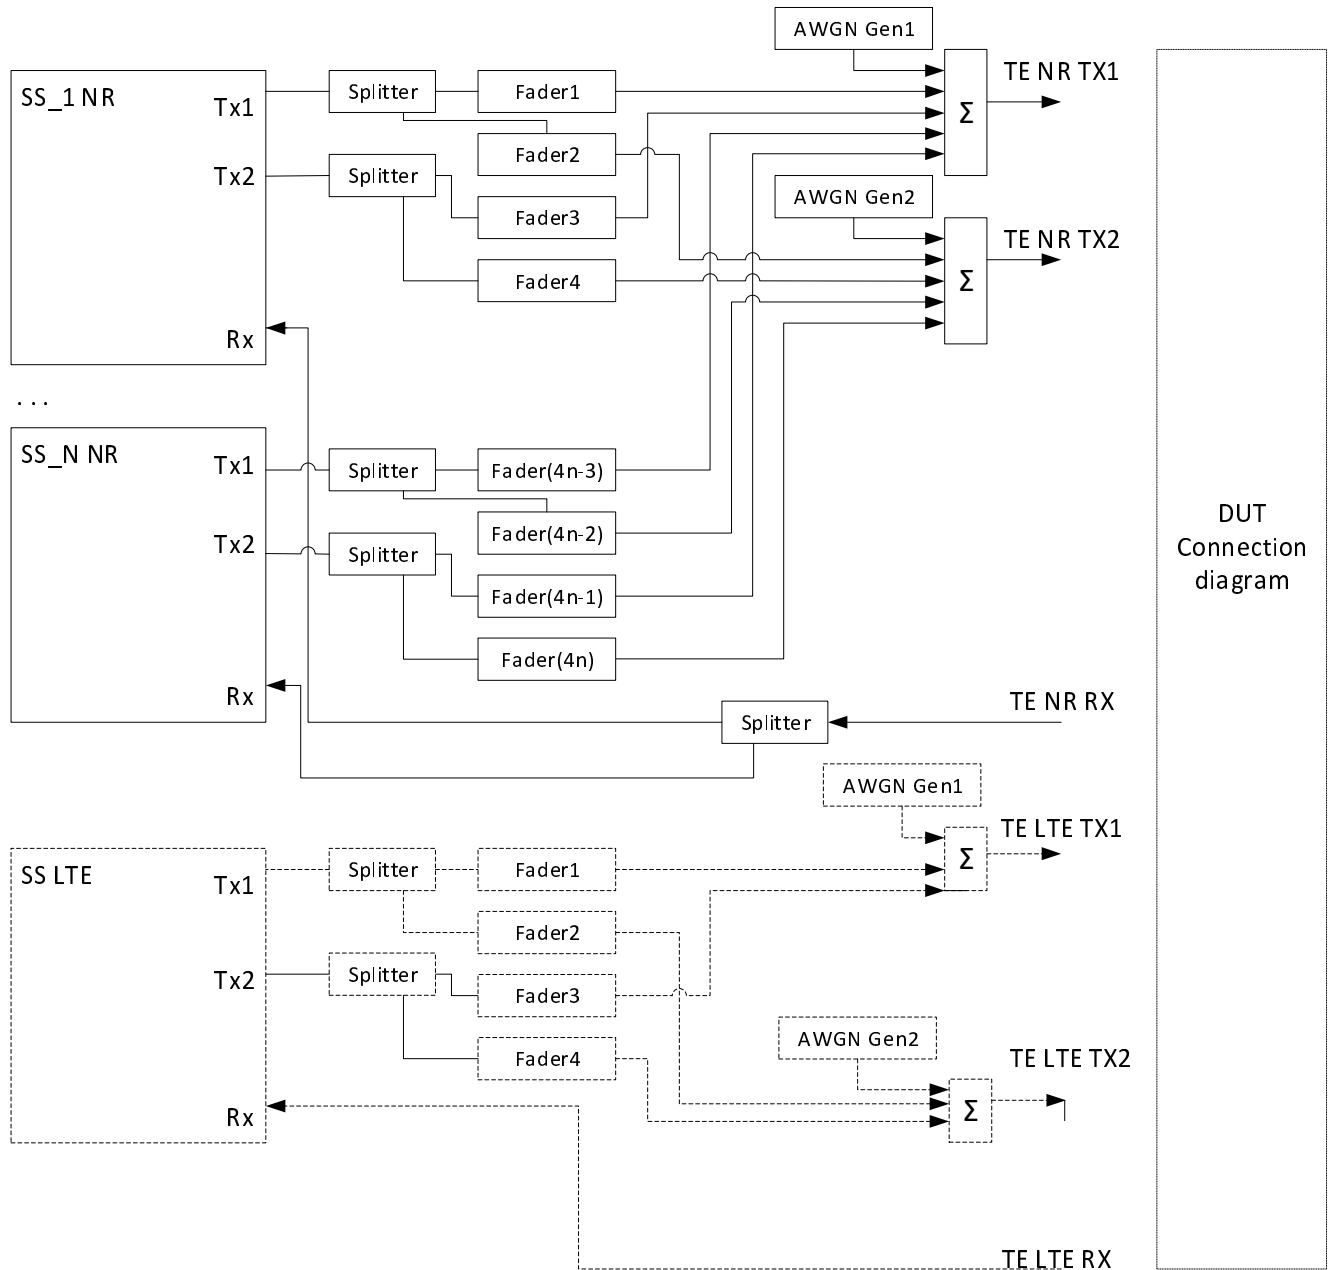 AWGN Gen1
SS_1 NR
Tx1
Splitter
Fader1
Σ
TE NR TX1
Fader2
Tx2
Splitter
Fader3
AWGN Gen2
Fader4
Σ
TE NR TX2
Rx
. . .
SS_N NR
Tx1
Splitter
Fader(4n-3)
Fader(4n-2)
Tx2
Splitter
Fader(4n-1)
Fader(4n)
Rx
Splitter
TE NR RX
DUT
Connection
diagram
AWGN Gen1
SS LTE
Tx1
Splitter
Fader1
Σ
TE LTE TX1
Fader2
Tx2
Splitter
Fader3
Fader4
AWGN Gen2
Σ
TE LTE TX2
Rx
TE LTE RX